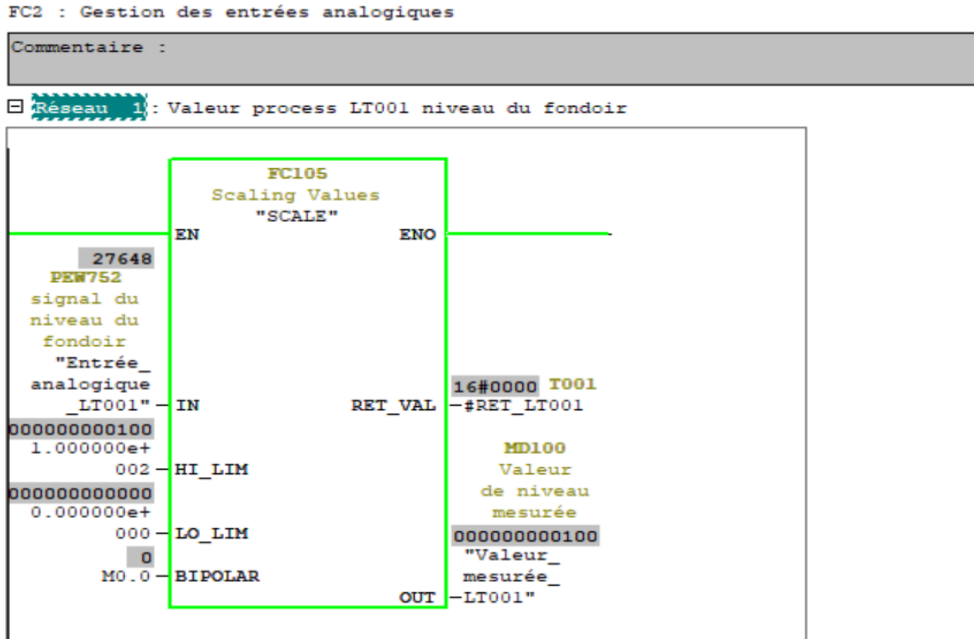 FC2 : Gestion des entrées analogiques
Commentaire :
Réseau 1 : Valeur process LT001 niveau du fondoir
FC105
Scaling Values
"SCALE"
EN
ENO
27648
PEW752
signal du
niveau du
fondoir
"Entrée_
analogique
_LT001"
IN
RET_VAL
16#0000 T001
#RET_LT001
000000000100
1.000000e+
002
HI_LIM
000000000000
0.000000e+
000
LO_LIM
0
M0.0
BIPOLAR
MD100
Valeur
de niveau
mesurée
000000000100
"Valeur_
mesurée_
LT001"
OUT